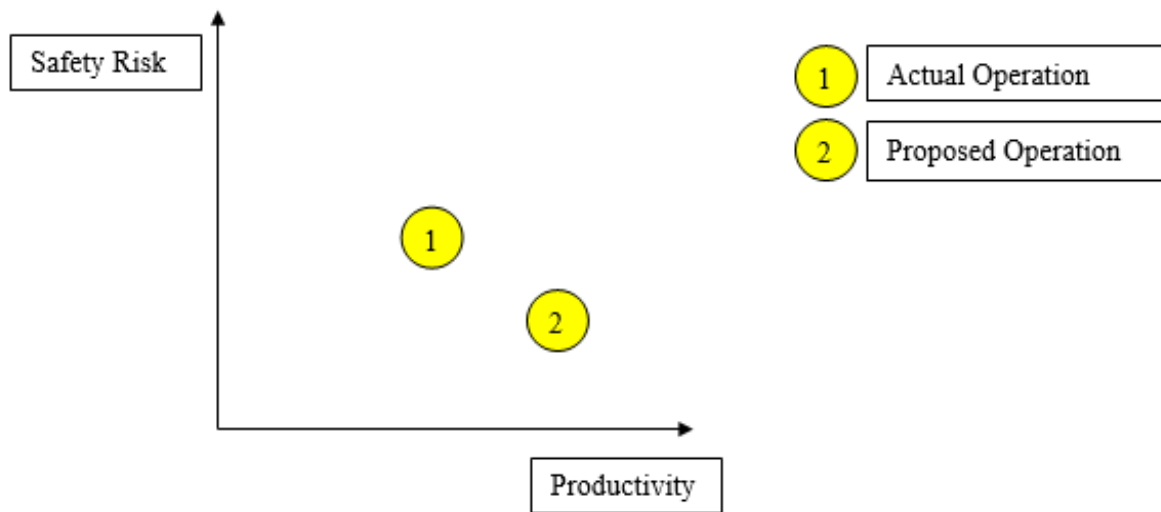 Safety Risk
1 Actual Operation
2 Proposed Operation
1
2
Productivity